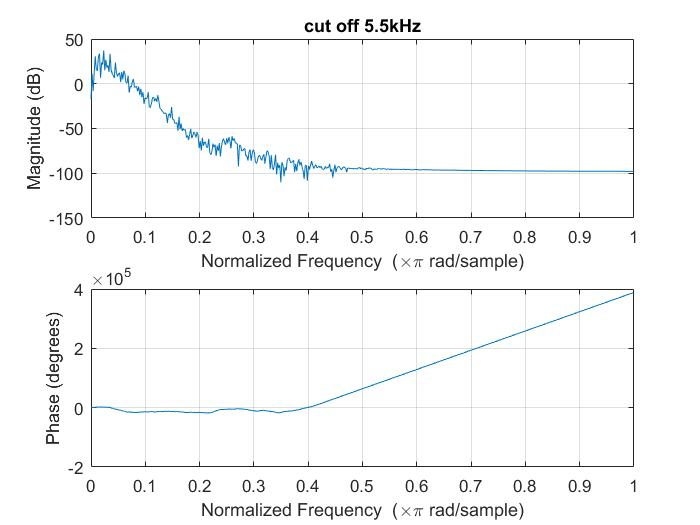 cut off 5.5kHz
50
0
-50
-100
-150
Magnitude (dB)
0 0.1 0.2 0.3 0.4 0.5 0.6 0.7 0.8 0.9 1
Normalized Frequency (×π rad/sample)
×10⁵
4
2
0
-2
Phase (degrees)
0 0.1 0.2 0.3 0.4 0.5 0.6 0.7 0.8 0.9 1
Normalized Frequency (×π rad/sample)